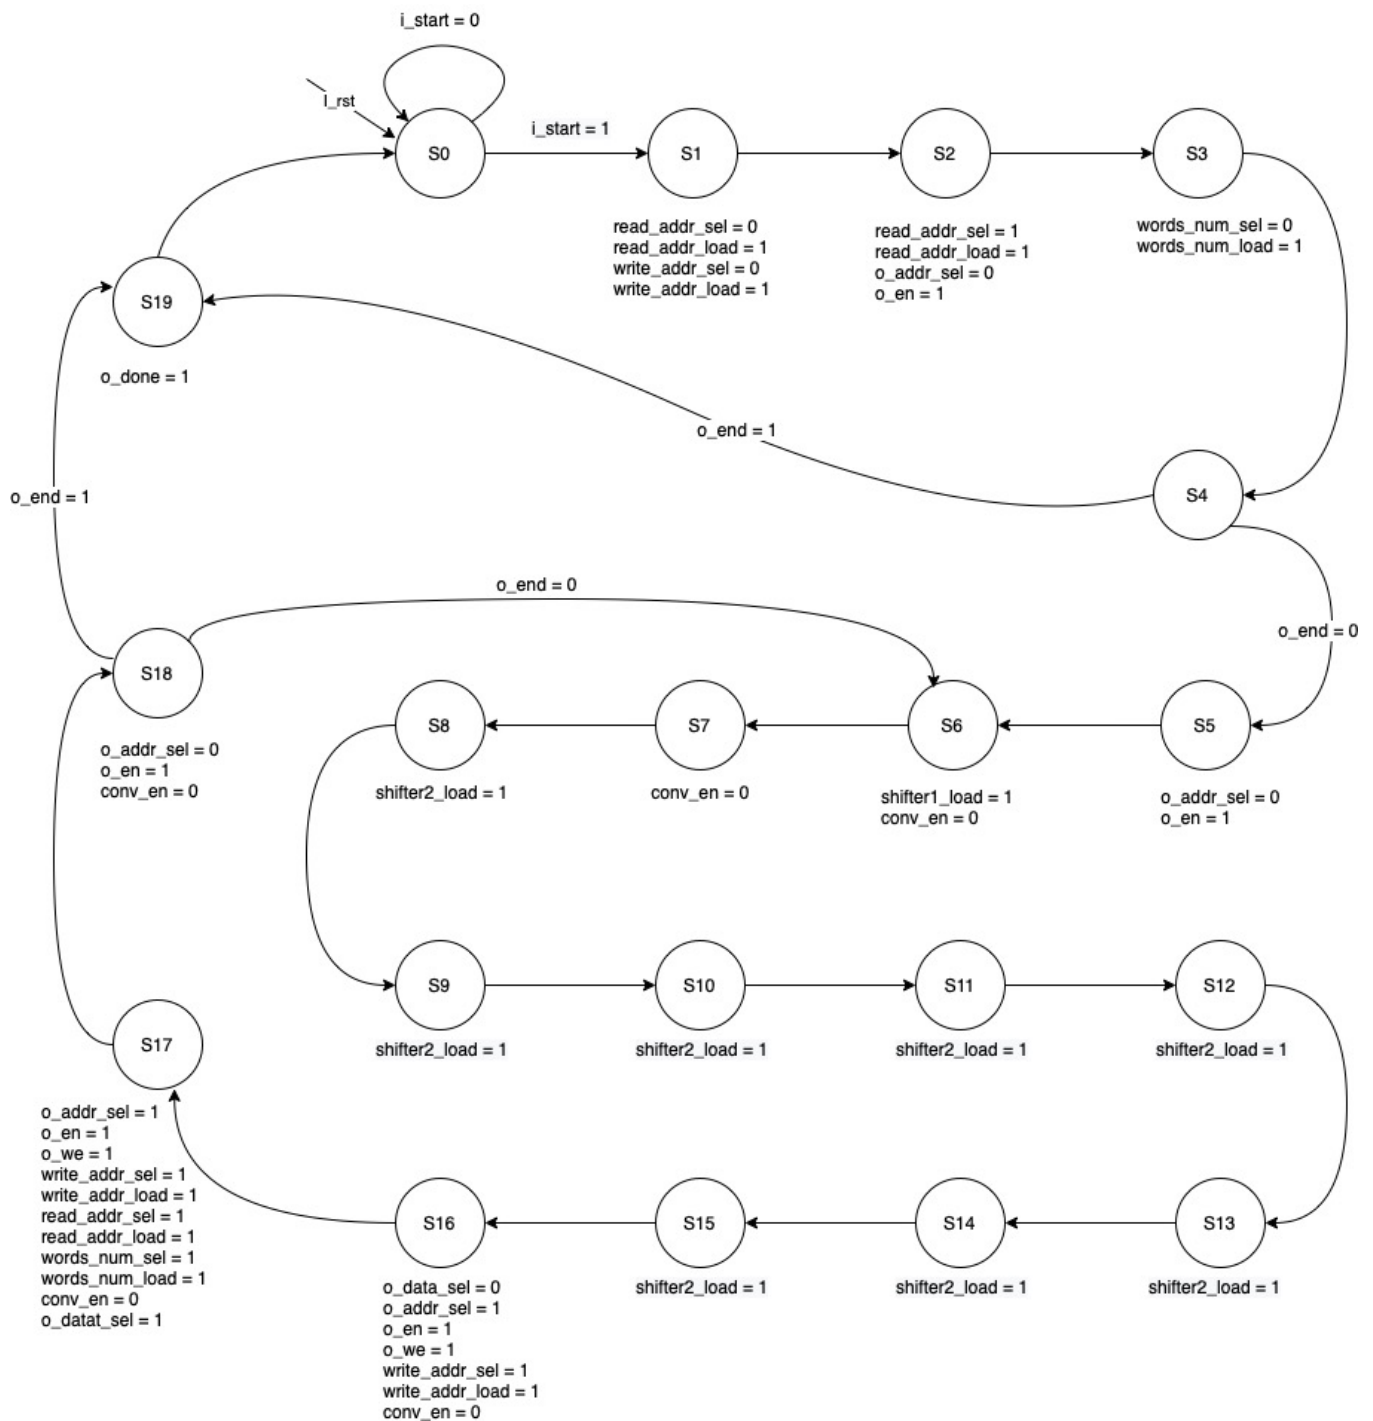 i_start = 0
I_rst
S0
i_start = 1
S1
S2
S3
read_addr_sel = 0
read_addr_load = 1
write_addr_sel = 0
write_addr_load = 1
read_addr_sel = 1
read_addr_load = 1
o_addr_sel = 0
o_en = 1
words_num_sel = 0
words_num_load = 1
S19
o_done = 1
o_end = 1
o_end = 1
S4
o_end = 0
o_end = 0
S18
o_addr_sel = 0
o_en = 1
conv_en = 0
S8
shifter2_load = 1
S7
conv_en = 0
S6
shifter1_load = 1
conv_en = 0
S5
o_addr_sel = 0
o_en = 1
S9
shifter2_load = 1
S10
shifter2_load = 1
S11
shifter2_load = 1
S12
shifter2_load = 1
S17
o_addr_sel = 1
o_en = 1
o_we = 1
write_addr_sel = 1
write_addr_load = 1
read_addr_sel = 1
read_addr_load = 1
words_num_sel = 1
words_num_load = 1
conv_en = 0
o_datat_sel = 1
S16
o_data_sel = 0
o_addr_sel = 1
o_en = 1
o_we = 1
write_addr_sel = 1
write_addr_load = 1
conv_en = 0
S15
shifter2_load = 1
S14
shifter2_load = 1
S13
shifter2_load = 1